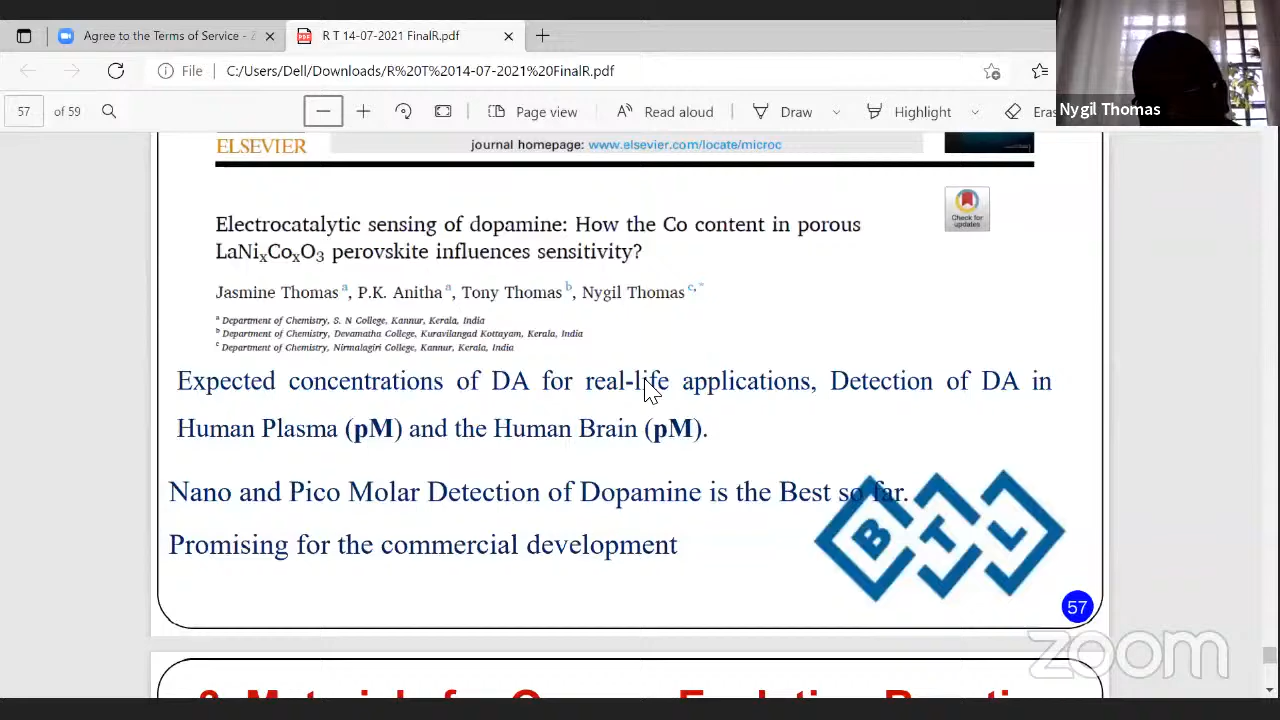 Agree to the Terms of Service - Z
R T 14-07-2021 FinalR.pdf
File
C:/Users/Dell/Downloads/R%20T%2014-07-2021%20FinalR.pdf
Nygil Thomas
57 of 59
Page view
Read aloud
Draw
Highlight
Eras
ELSEVIER
journal homepage: www.elsevier.com/locate/microc
Check for
updates
Electrocatalytic sensing of dopamine: How the Co content in porous
LaNixCoxO3 perovskite influences sensitivity?
Jasmine Thomas a, P.K. Anitha a, Tony Thomas b, Nygil Thomas c,*
a Department of Chemistry, S. N College, Kannur, Kerala, India
b Department of Chemistry, Devamatha College, Kuravilangad Kottayam, Kerala, India
c Department of Chemistry, Nirmalagiri College, Kannur, Kerala, India
Expected concentrations of DA for real-life applications, Detection of DA in
Human Plasma (pM) and the Human Brain (pM).
Nano and Pico Molar Detection of Dopamine is the Best so far.
Promising for the commercial development
BTL
57
zoom